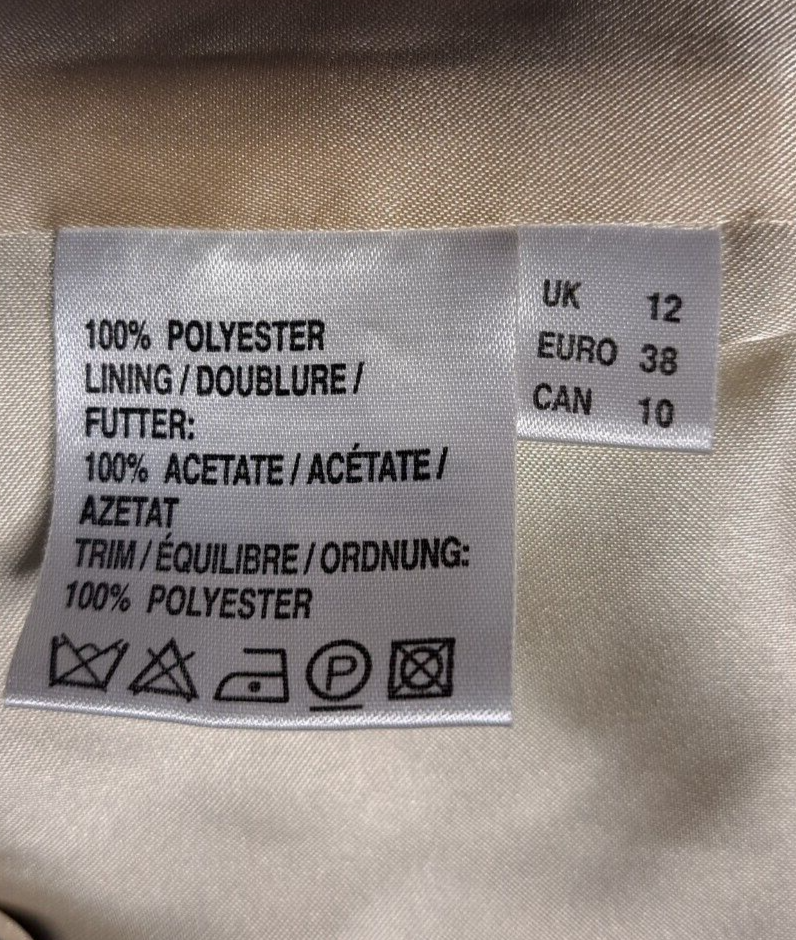 100% POLYESTER
LINING / DOUBLURE /
FUTTER:
100% ACETATE / ACÉTATE /
AZETAT
TRIM / ÉQUILIBRE / ORDNUNG:
100% POLYESTER
P
UK 12
EURO 38
CAN 10